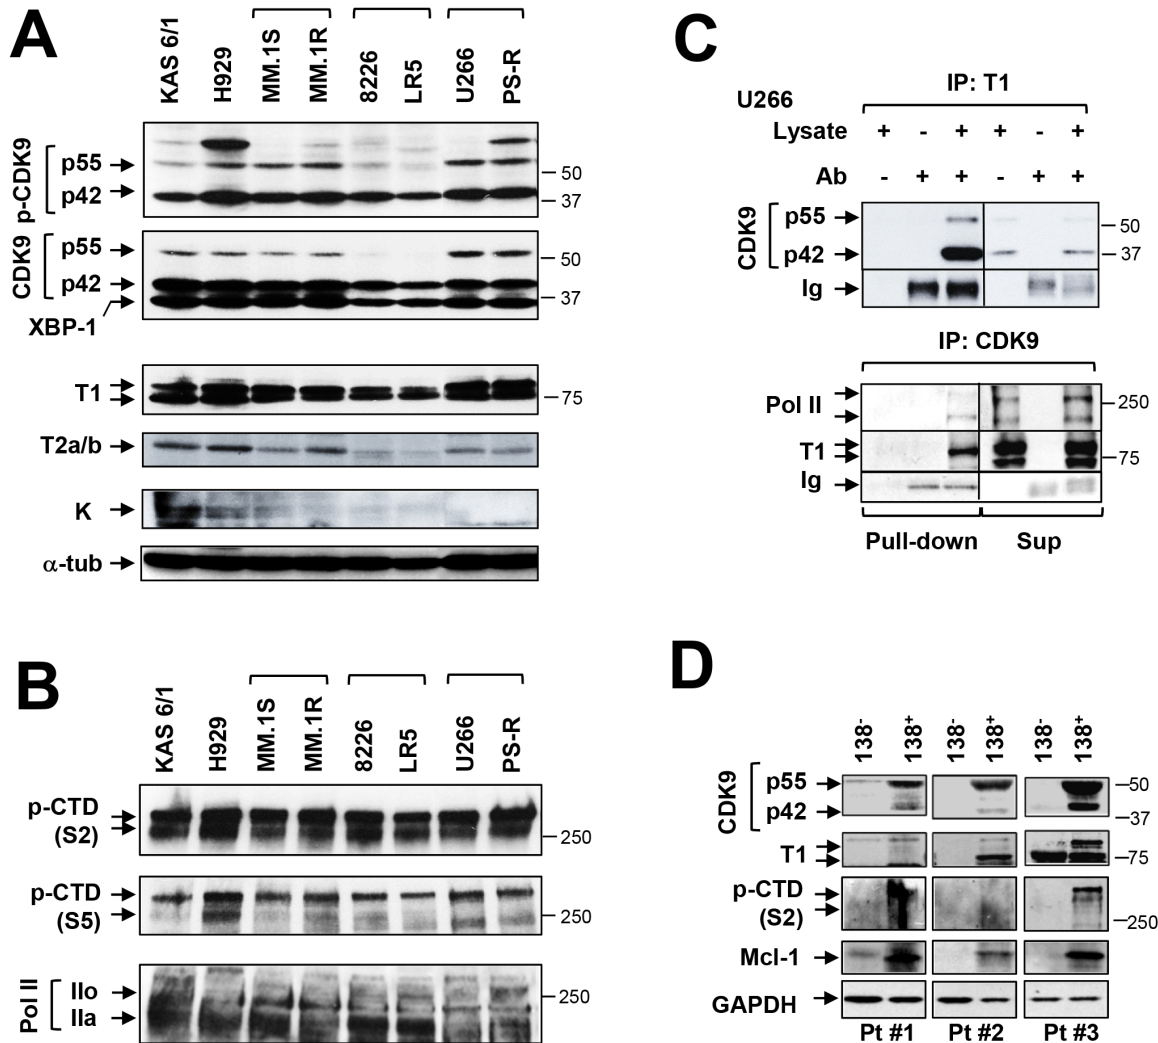 A
KAS 6/1
H929
MM.1S
MM.1R
8226
LR5
U266
PS-R
p-CDK9
p55
p42
50
37
CDK9
p55
p42
50
37
XBP-1
T1
75
T2a/b
K
α-tub
B
KAS 6/1
H929
MM.1S
MM.1R
8226
LR5
U266
PS-R
p-CTD
(S2)
250
p-CTD
(S5)
250
Pol II
IIo
IIa
250
C
U266
IP: T1
Lysate + - + + - +
Ab - + + - + +
CDK9
p55
p42
50
37
Ig
IP: CDK9
Pol II
250
T1
75
Ig
Pull-down Sup
D
138-
138+
138-
138+
138-
138+
CDK9
p55
p42
50
37
T1
75
p-CTD
(S2)
250
Mcl-1
GAPDH
Pt #1 Pt #2 Pt #3